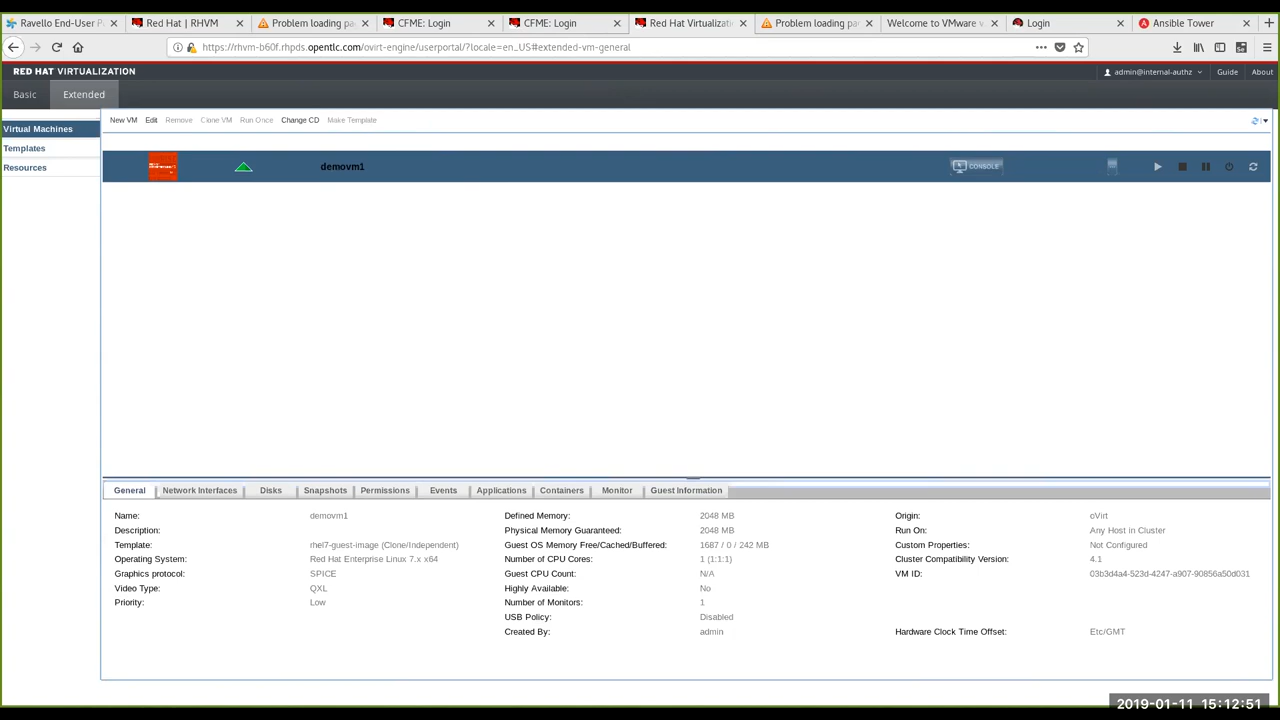 Ravello End-User P
Red Hat | RHVM
Problem loading pa
CFME: Login
CFME: Login
Red Hat Virtualizati
Problem loading pa
Welcome to VMware v
Login
Ansible Tower
https://rhvm-b60f.rhpds.opentlc.com/ovirt-engine/userportal/?locale=en_US#extended-vm-general
RED HAT VIRTUALIZATION
admin@internal-authz
Guide
About
Basic
Extended
Virtual Machines
Templates
Resources
New VM Edit Remove Clone VM Run Once Change CD Make Template
demovm1
CONSOLE
General
Network Interfaces
Disks
Snapshots
Permissions
Events
Applications
Containers
Monitor
Guest Information
Name: demovm1
Description:
Template: rhel7-guest-image (Clone/Independent)
Operating System: Red Hat Enterprise Linux 7.x x64
Graphics protocol: SPICE
Video Type: QXL
Priority: Low
Defined Memory: 2048 MB
Physical Memory Guaranteed: 2048 MB
Guest OS Memory Free/Cached/Buffered: 1687 / 0 / 242 MB
Number of CPU Cores: 1 (1:1:1)
Guest CPU Count: N/A
Highly Available: No
Number of Monitors: 1
USB Policy: Disabled
Created By: admin
Origin: oVirt
Run On: Any Host in Cluster
Custom Properties: Not Configured
Cluster Compatibility Version: 4.1
VM ID: 03b3d4a4-523d-4247-a907-90856a50d031
Hardware Clock Time Offset: Etc/GMT
2019-01-11 15:12:51